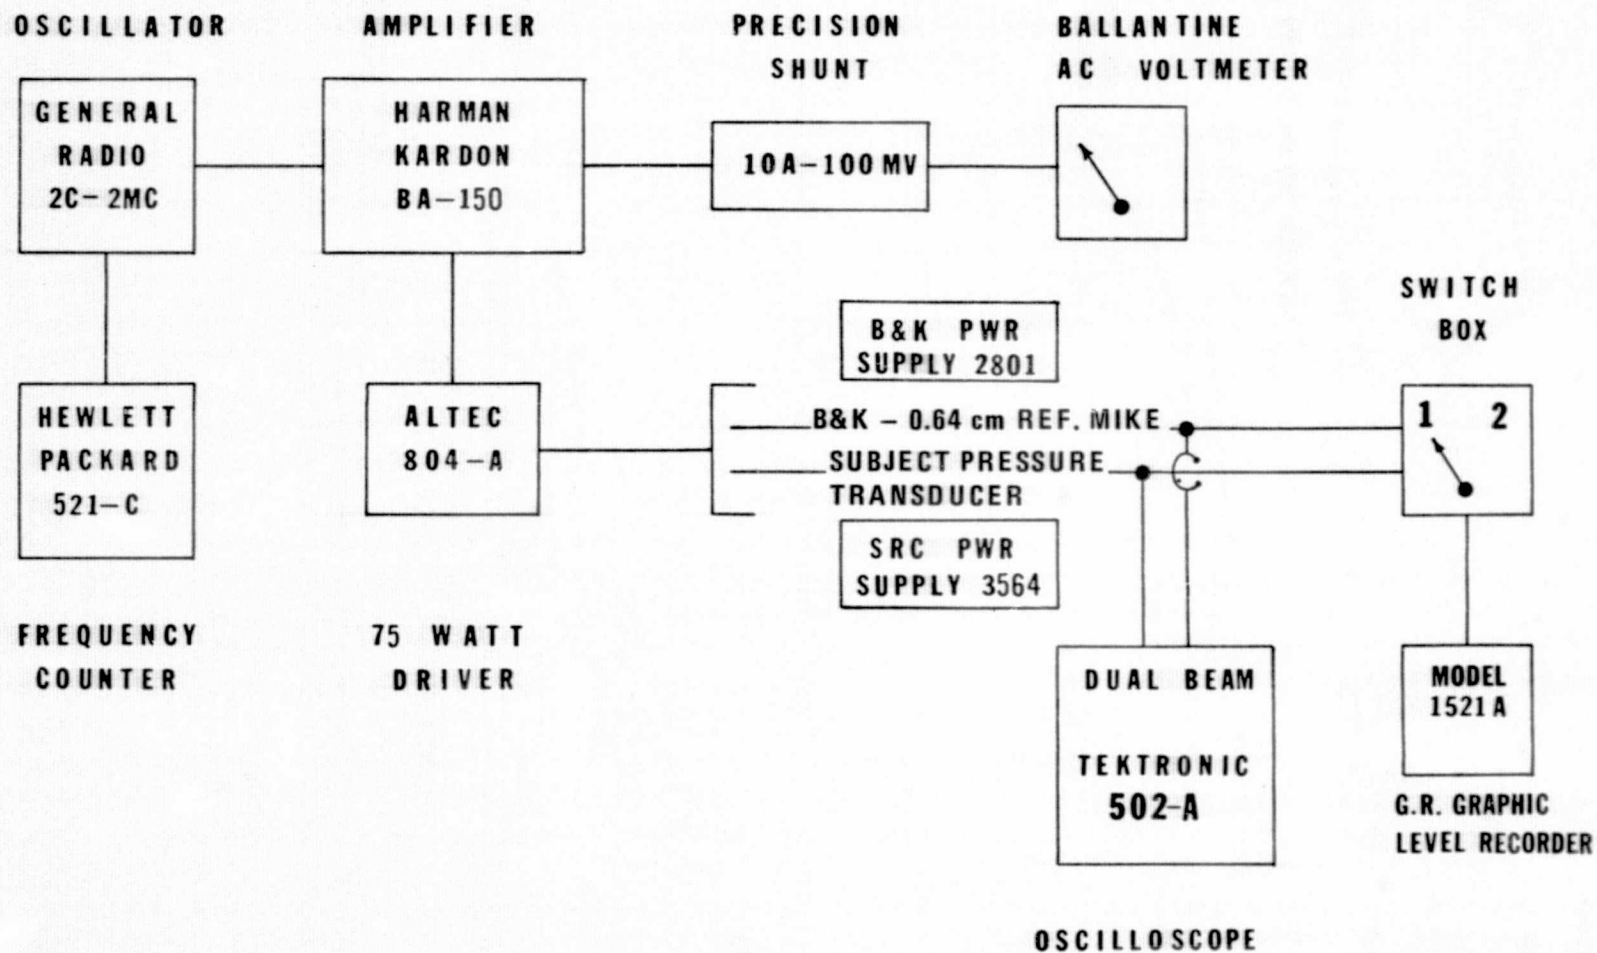 OSCILLATOR
AMPLIFIER
PRECISION
SHUNT
BALLANTINE
AC VOLTMETER
GENERAL
RADIO
2C-2MC
HARMAN
KARDON
BA-150
10A-100MV
SWITCH
BOX
B&K PWR
SUPPLY 2801
HEWLETT
PACKARD
521-C
ALTEC
804-A
B&K - 0.64 cm REF. MIKE
SUBJECT PRESSURE
TRANSDUCER
1 2
SRC PWR
SUPPLY 3564
FREQUENCY
COUNTER
75 WATT
DRIVER
DUAL BEAM
TEKTRONIC
502-A
MODEL
1521A
G.R. GRAPHIC
LEVEL RECORDER
OSCILLOSCOPE